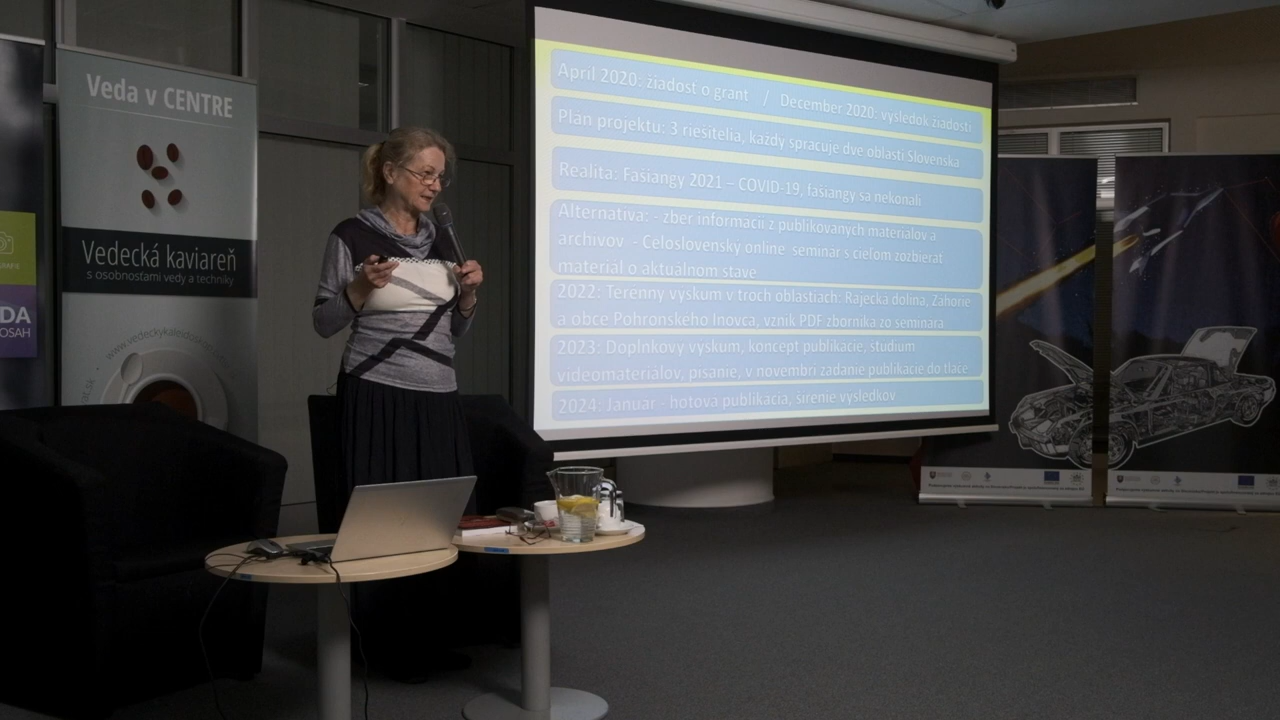 Veda v CENTRE
Vedecká kaviareň
s osobnosťami vedy a techniky
DA
OSAH
Apríl 2020: žiadosť o grant / December 2020: výsledok žiadosti
Plán projektu: 3 riešitelia, každý spracuje dve oblasti Slovenska
Realita: Fašiangy 2021 – COVID-19, fašiangy sa nekonali
Alternatíva: - zber informácií z publikovaných materiálov a
archívov - Celoslovenský online seminár s cieľom zozbierať
materiál o aktuálnom stave
2022: Terénny výskum v troch oblastiach: Rajecká dolina, Záhorie
a obce Pohronského Inovca, vznik PDF zborníka zo seminára
2023: Doplnkový výskum, koncept publikácie, štúdium
videomateriálov, písanie, v novembri zadanie publikácie do tlače
2024: Január - hotová publikácia, šírenie výsledkov